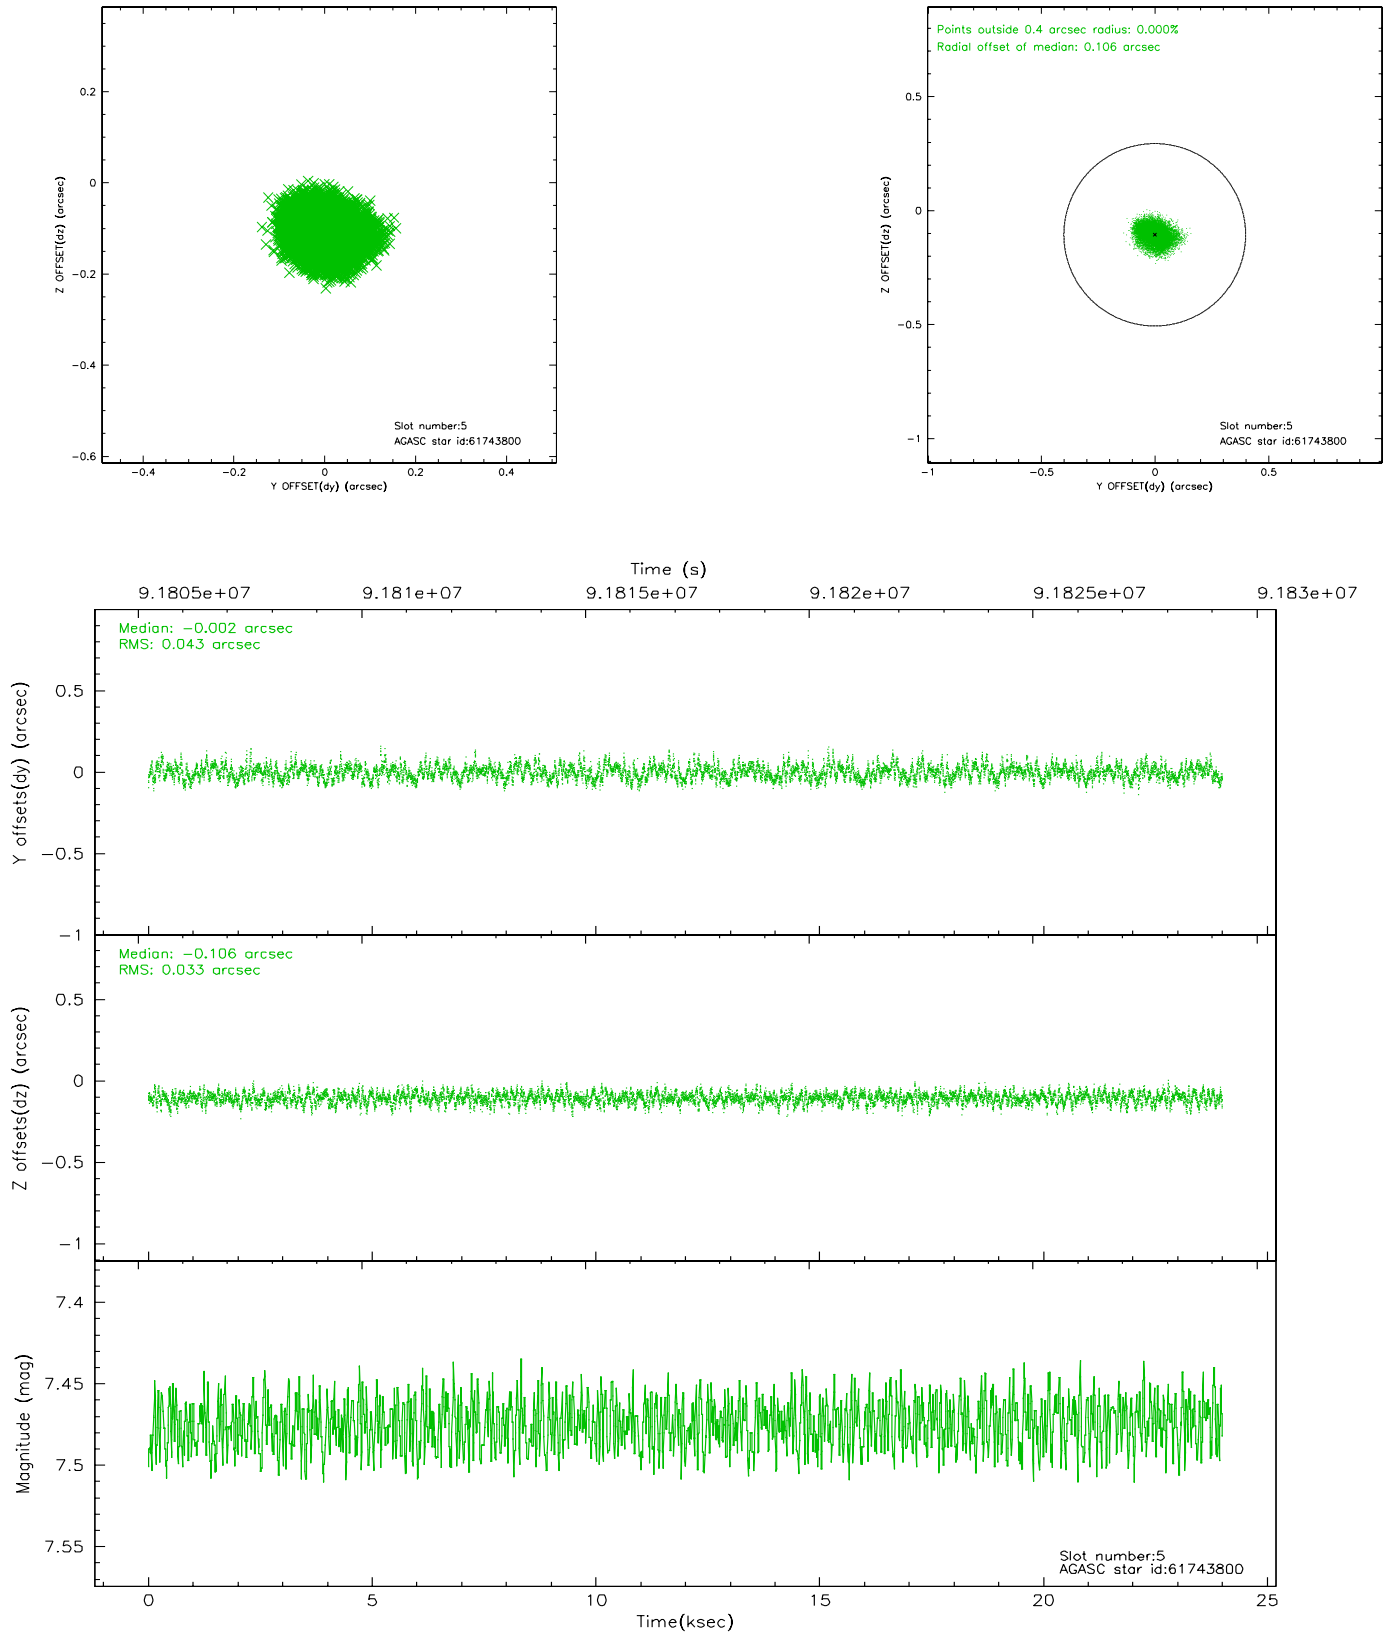 0.2
0
−0.2
−0.4
−0.6
Z OFFSET(dz) (arcsec)
Slot number:5
AGASC star id:61743800
−0.4
−0.2
0
0.2
0.4
Y OFFSET(dy) (arcsec)
Points outside 0.4 arcsec radius: 0.000%
Radial offset of median: 0.106 arcsec
0.5
0
−0.5
−1
Z OFFSET(dz) (arcsec)
Slot number:5
AGASC star id:61743800
−1
−0.5
0
0.5
Y OFFSET(dy) (arcsec)
Time (s)
9.1805e+07
9.181e+07
9.1815e+07
9.182e+07
9.1825e+07
9.183e+07
Median: −0.002 arcsec
RMS: 0.043 arcsec
0.5
0
−0.5
−1
Y offsets(dy) (arcsec)
Median: −0.106 arcsec
RMS: 0.033 arcsec
0.5
0
−0.5
−1
Z offsets(dz) (arcsec)
7.4
7.45
7.5
7.55
Magnitude (mag)
Slot number:5
AGASC star id:61743800
0
5
10
15
20
25
Time(ksec)